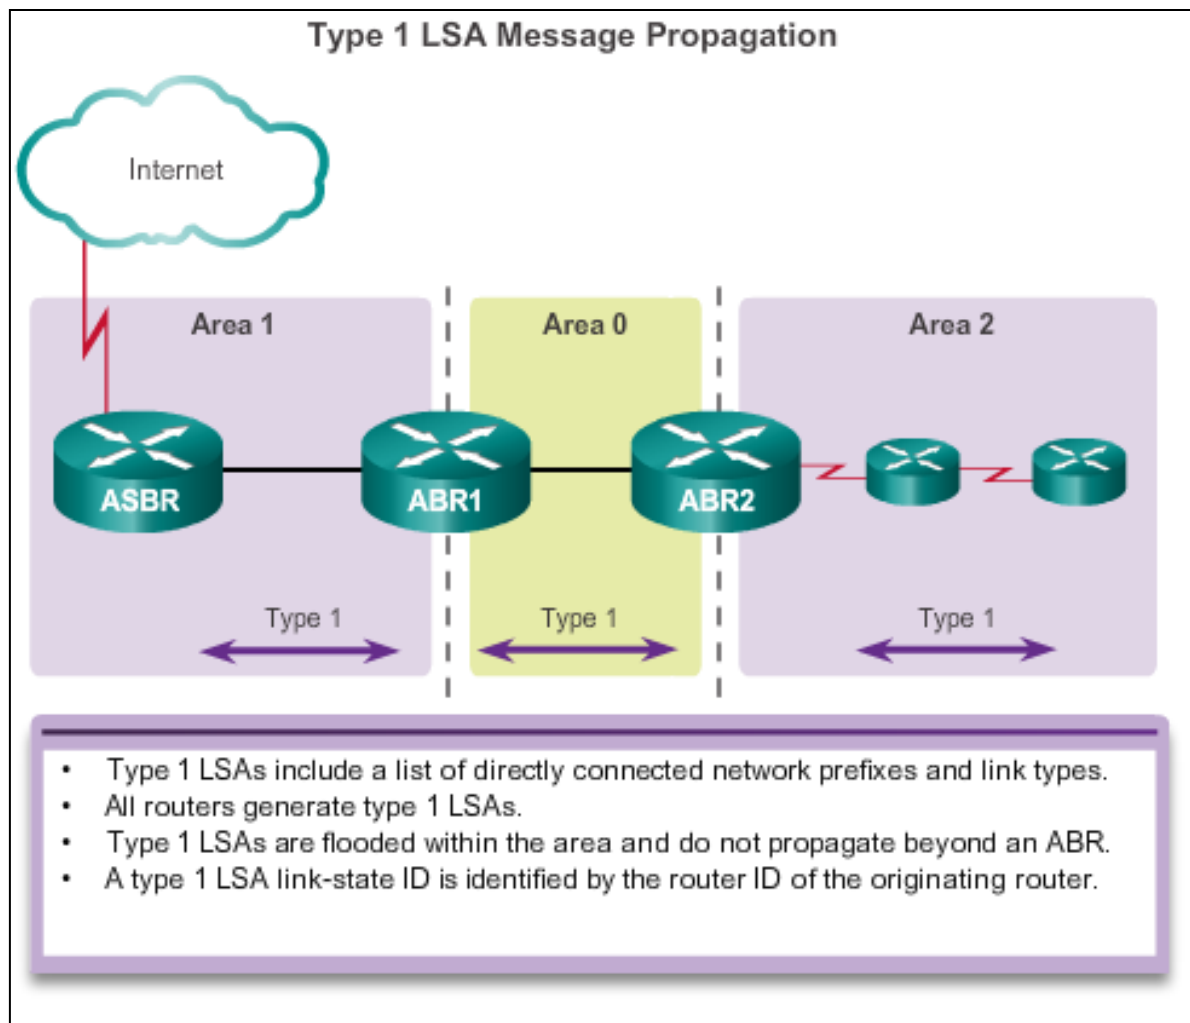 Type 1 LSA Message Propagation
Internet
Area 1
Area 0
Area 2
ASBR
ABR1
ABR2
Type 1
Type 1
Type 1
• Type 1 LSAs include a list of directly connected network prefixes and link types.
• All routers generate type 1 LSAs.
• Type 1 LSAs are flooded within the area and do not propagate beyond an ABR.
• A type 1 LSA link-state ID is identified by the router ID of the originating router.